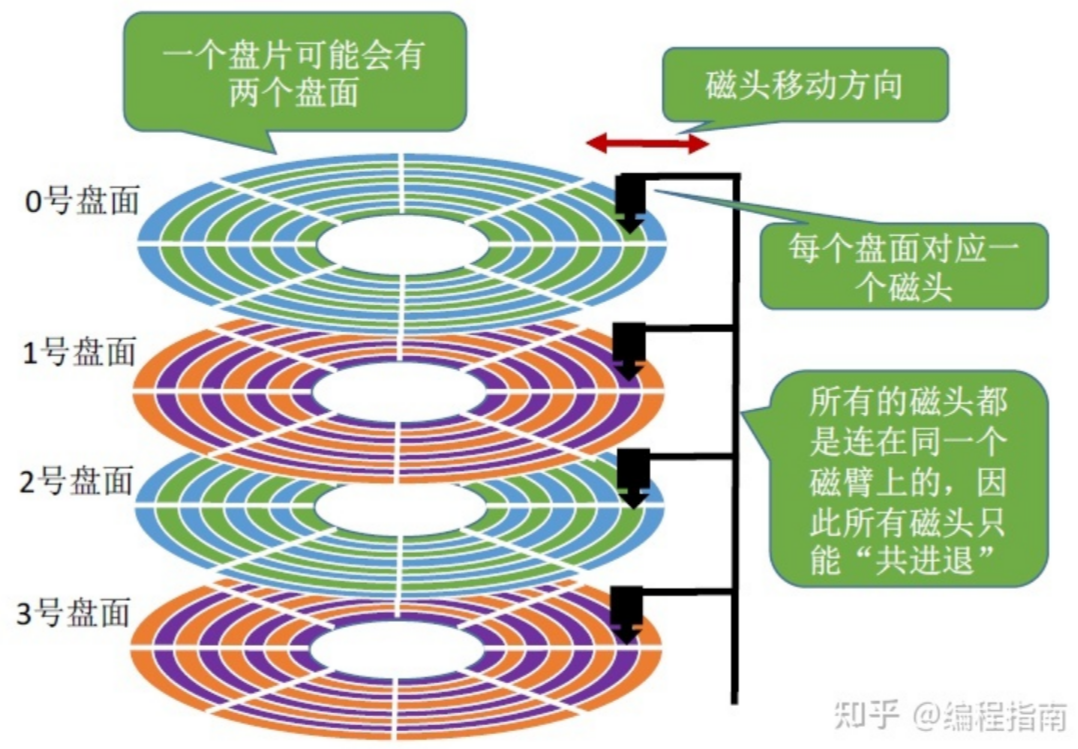 一个盘片可能会有
两个盘面
磁头移动方向
0号盘面
每个盘面对应一
个磁头
1号盘面
所有的磁头都
是连在同一个
磁臂上的，因
此所有磁头只
能“共进退”
2号盘面
3号盘面
知乎 @编程指南